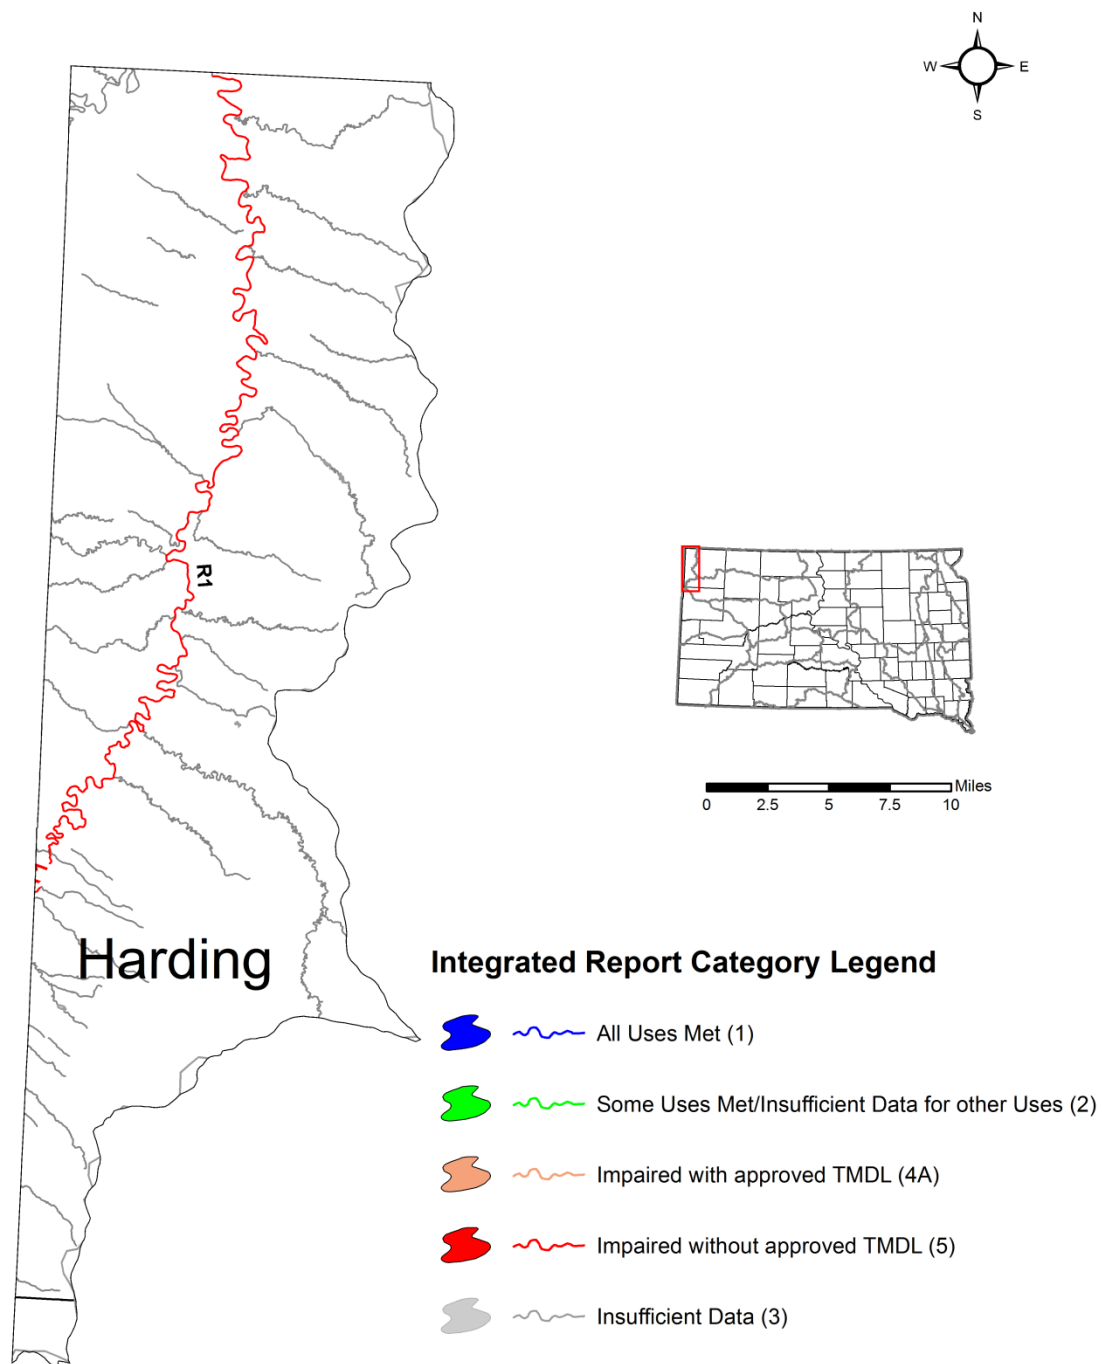 N
W E
S
R1
Miles
0 2.5 5 7.5 10
Harding
Integrated Report Category Legend
All Uses Met (1)
Some Uses Met/Insufficient Data for other Uses (2)
Impaired with approved TMDL (4A)
Impaired without approved TMDL (5)
Insufficient Data (3)